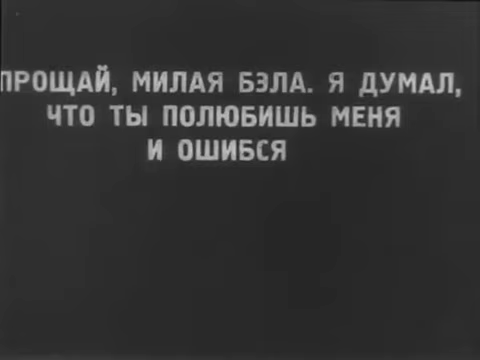 ПРОЩАЙ, МИЛАЯ БЭЛА. Я ДУМАЛ,
ЧТО ТЫ ПОЛЮБИШЬ МЕНЯ
И ОШИБСЯ